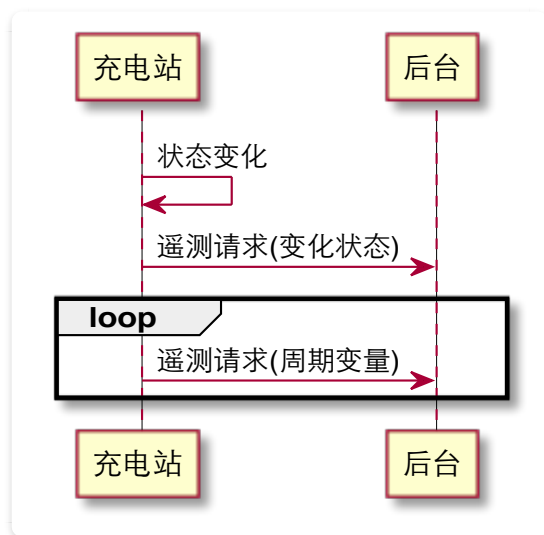 充电站
后台
状态变化
遥测请求(变化状态)
loop
遥测请求(周期变量)
充电站
后台